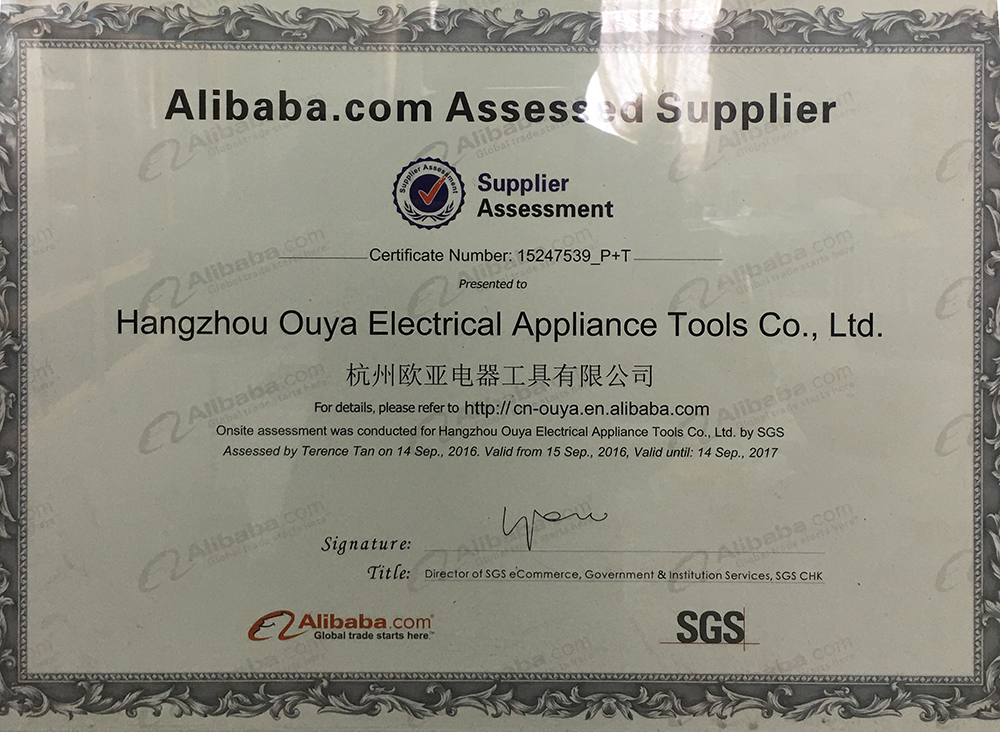 Alibaba.com Assessed Supplier
Supplier Assessment
Supplier
Assessment
Certificate Number: 15247539_P+T
Presented to
Hangzhou Ouya Electrical Appliance Tools Co., Ltd.
杭州欧亚电器工具有限公司
For details, please refer to http://cn-ouya.en.alibaba.com
Onsite assessment was conducted for Hangzhou Ouya Electrical Appliance Tools Co., Ltd. by SGS
Assessed by Terence Tan on 14 Sep., 2016. Valid from 15 Sep., 2016, Valid until: 14 Sep., 2017
Signature:
Title: Director of SGS eCommerce, Government & Institution Services, SGS CHK
Alibaba.com®
Global trade starts here.™
SGS